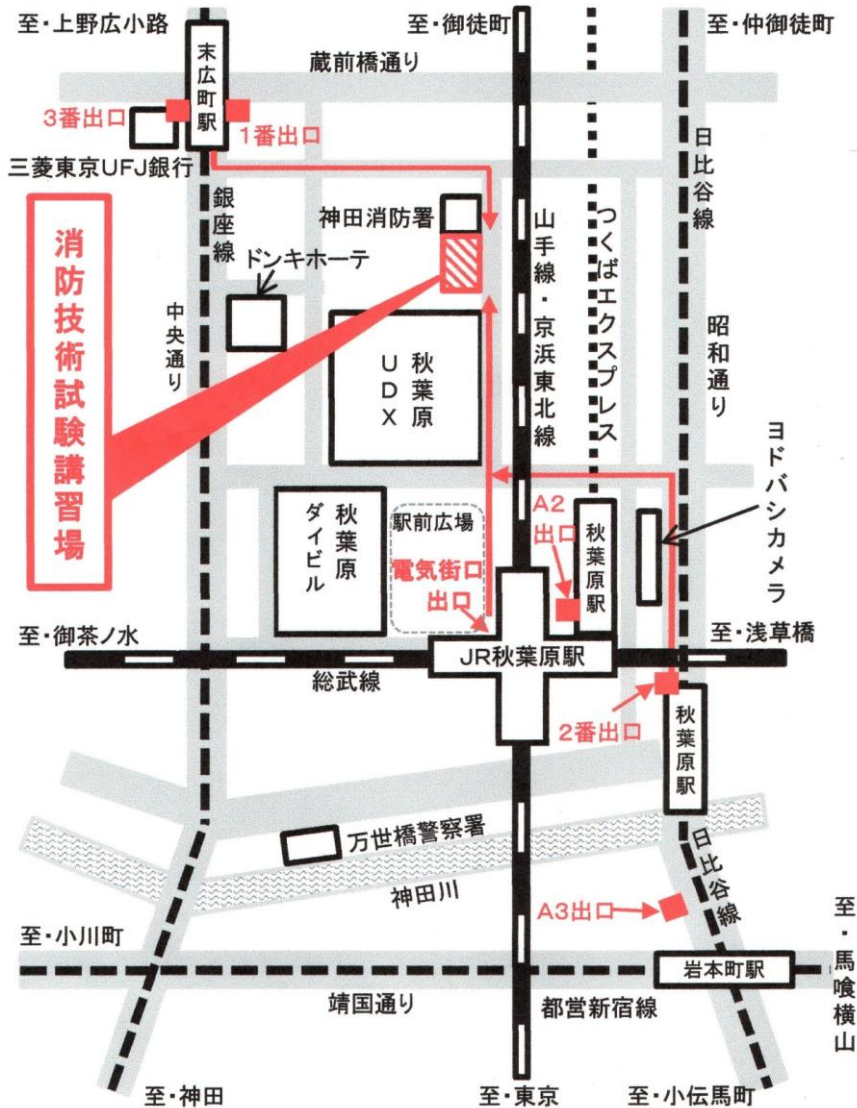 至・上野広小路
至・御徒町
至・仲御徒町
末広町駅
蔵前橋通り
3番出口
1番出口
三菱東京UFJ銀行
日比谷線
銀座線
神田消防署
山手線・京浜東北線
つくばエクスプレス
消防技術試験講習場
ドンキホーテ
中央通り
昭和通り
秋葉原
UDX
ヨドバシカメラ
秋葉原
ダイビル
駅前広場
A2
出口
秋葉原駅
電気街口
出口
至・御茶ノ水
至・浅草橋
JR秋葉原駅
総武線
2番出口
秋葉原駅
万世橋警察署
神田川
日比谷線
A3出口
至・小川町
至・馬喰横山
岩本町駅
靖国通り
都営新宿線
至・神田
至・東京
至・小伝馬町